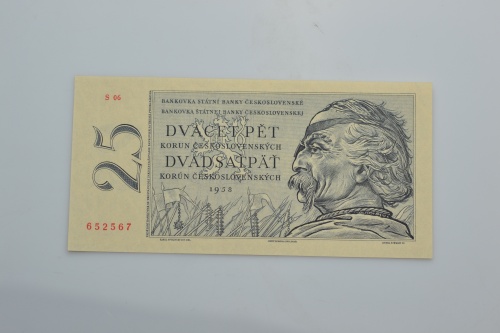 S 06
BANKOVKA STÁTNÍ BANKY ČESKOSLOVENSKÉ
BANKOVKA ŠTÁTNEJ BANKY ČESKOSLOVENSKEJ
DVACET PĚT
KORUN ČESKOSLOVENSKÝCH
DVADSAŤPÄŤ
KORÚN ČESKOSLOVENSKÝCH
1958
25
652567